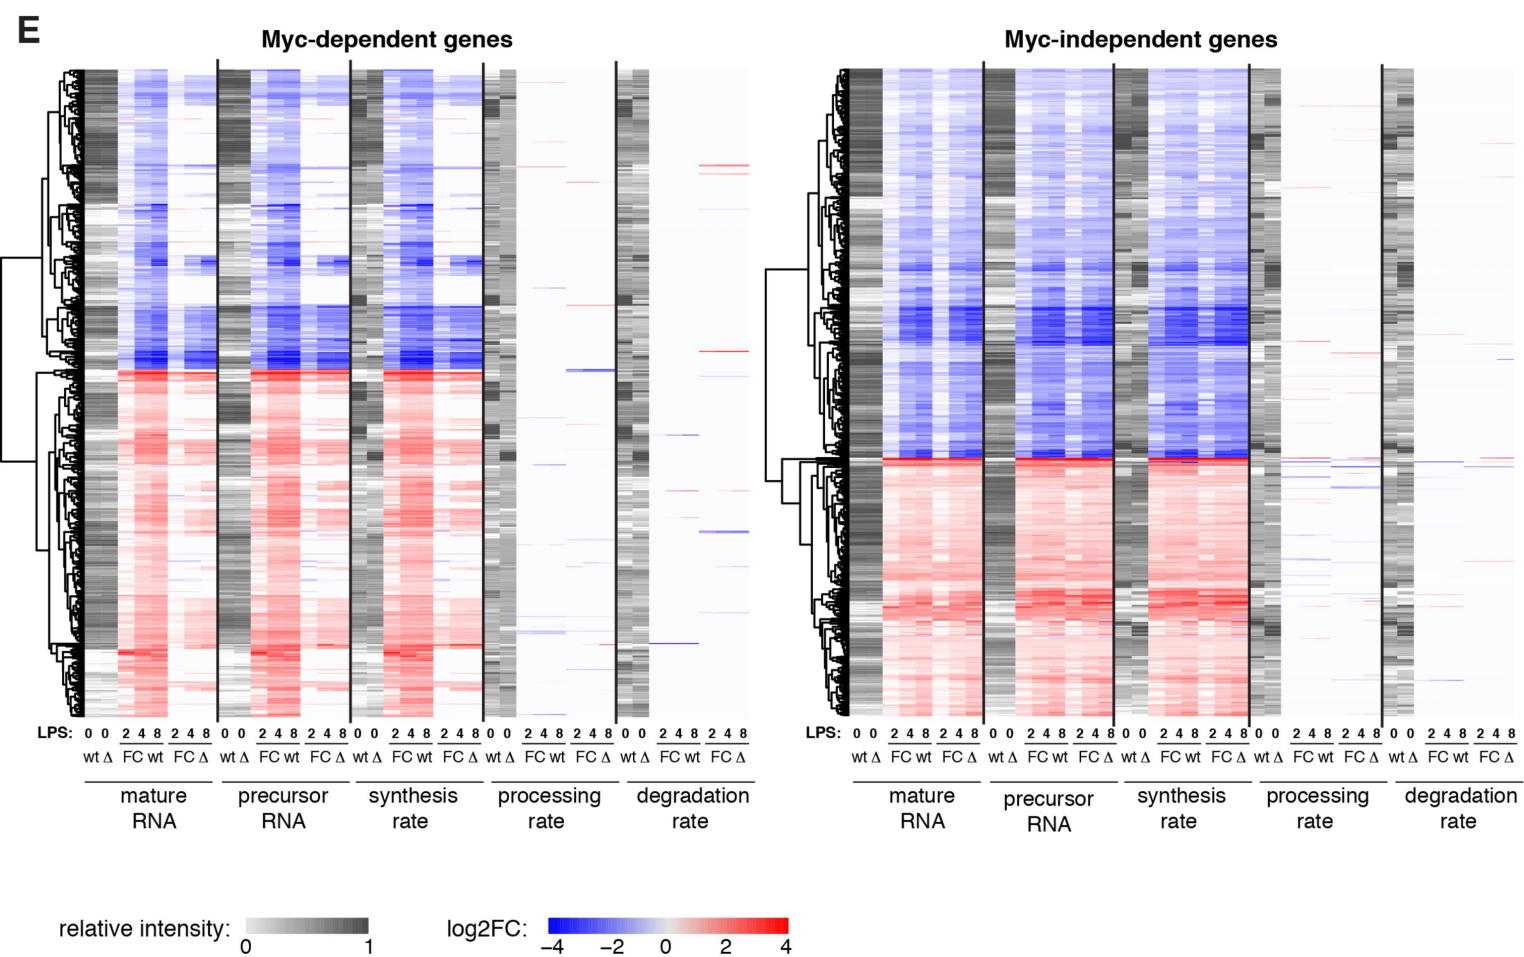 E
Myc-dependent genes
Myc-independent genes
LPS: 0 0 2 4 8 2 4 8 0 0 2 4 8 2 4 8 0 0 2 4 8 2 4 8 0 0 2 4 8 2 4 8 0 0 2 4 8 2 4 8
wt Δ FC wt FC Δ wt Δ FC wt FC Δ wt Δ FC wt FC Δ wt Δ FC wt FC Δ wt Δ FC wt FC Δ
mature RNA
precursor RNA
synthesis rate
processing rate
degradation rate
LPS: 0 0 2 4 8 2 4 8 0 0 2 4 8 2 4 8 0 0 2 4 8 2 4 8 0 0 2 4 8 2 4 8 0 0 2 4 8 2 4 8
wt Δ FC wt FC Δ wt Δ FC wt FC Δ wt Δ FC wt FC Δ wt Δ FC wt FC Δ wt Δ FC wt FC Δ
mature RNA
precursor RNA
synthesis rate
processing rate
degradation rate
relative intensity:
0 1
log2FC:
−4 −2 0 2 4